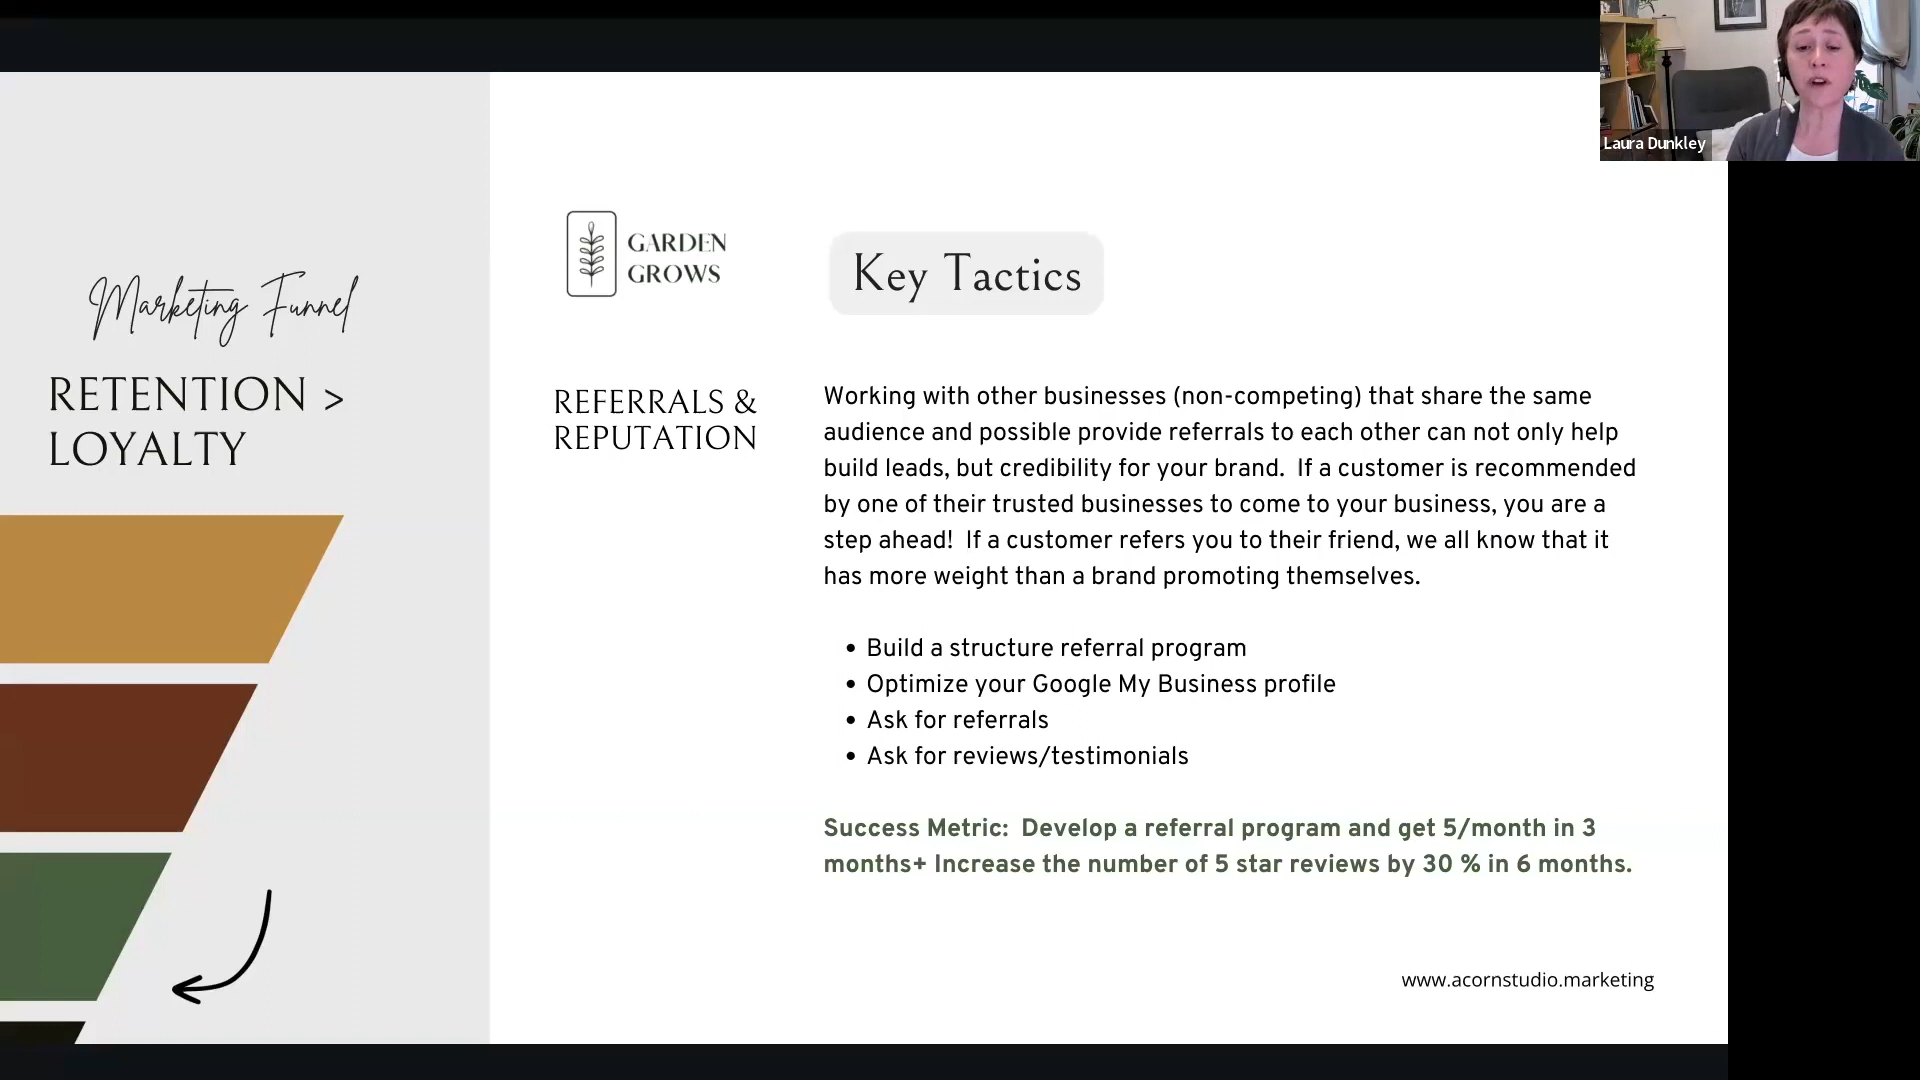 Laura Dunkley
Marketing Funnel
RETENTION >
LOYALTY
GARDEN
GROWS
Key Tactics
REFERRALS &
REPUTATION
Working with other businesses (non-competing) that share the same
audience and possible provide referrals to each other can not only help
build leads, but credibility for your brand.  If a customer is recommended
by one of their trusted businesses to come to your business, you are a
step ahead!  If a customer refers you to their friend, we all know that it
has more weight than a brand promoting themselves.
• Build a structure referral program
• Optimize your Google My Business profile
• Ask for referrals
• Ask for reviews/testimonials
Success Metric:  Develop a referral program and get 5/month in 3
months+ Increase the number of 5 star reviews by 30 % in 6 months.
www.acornstudio.marketing